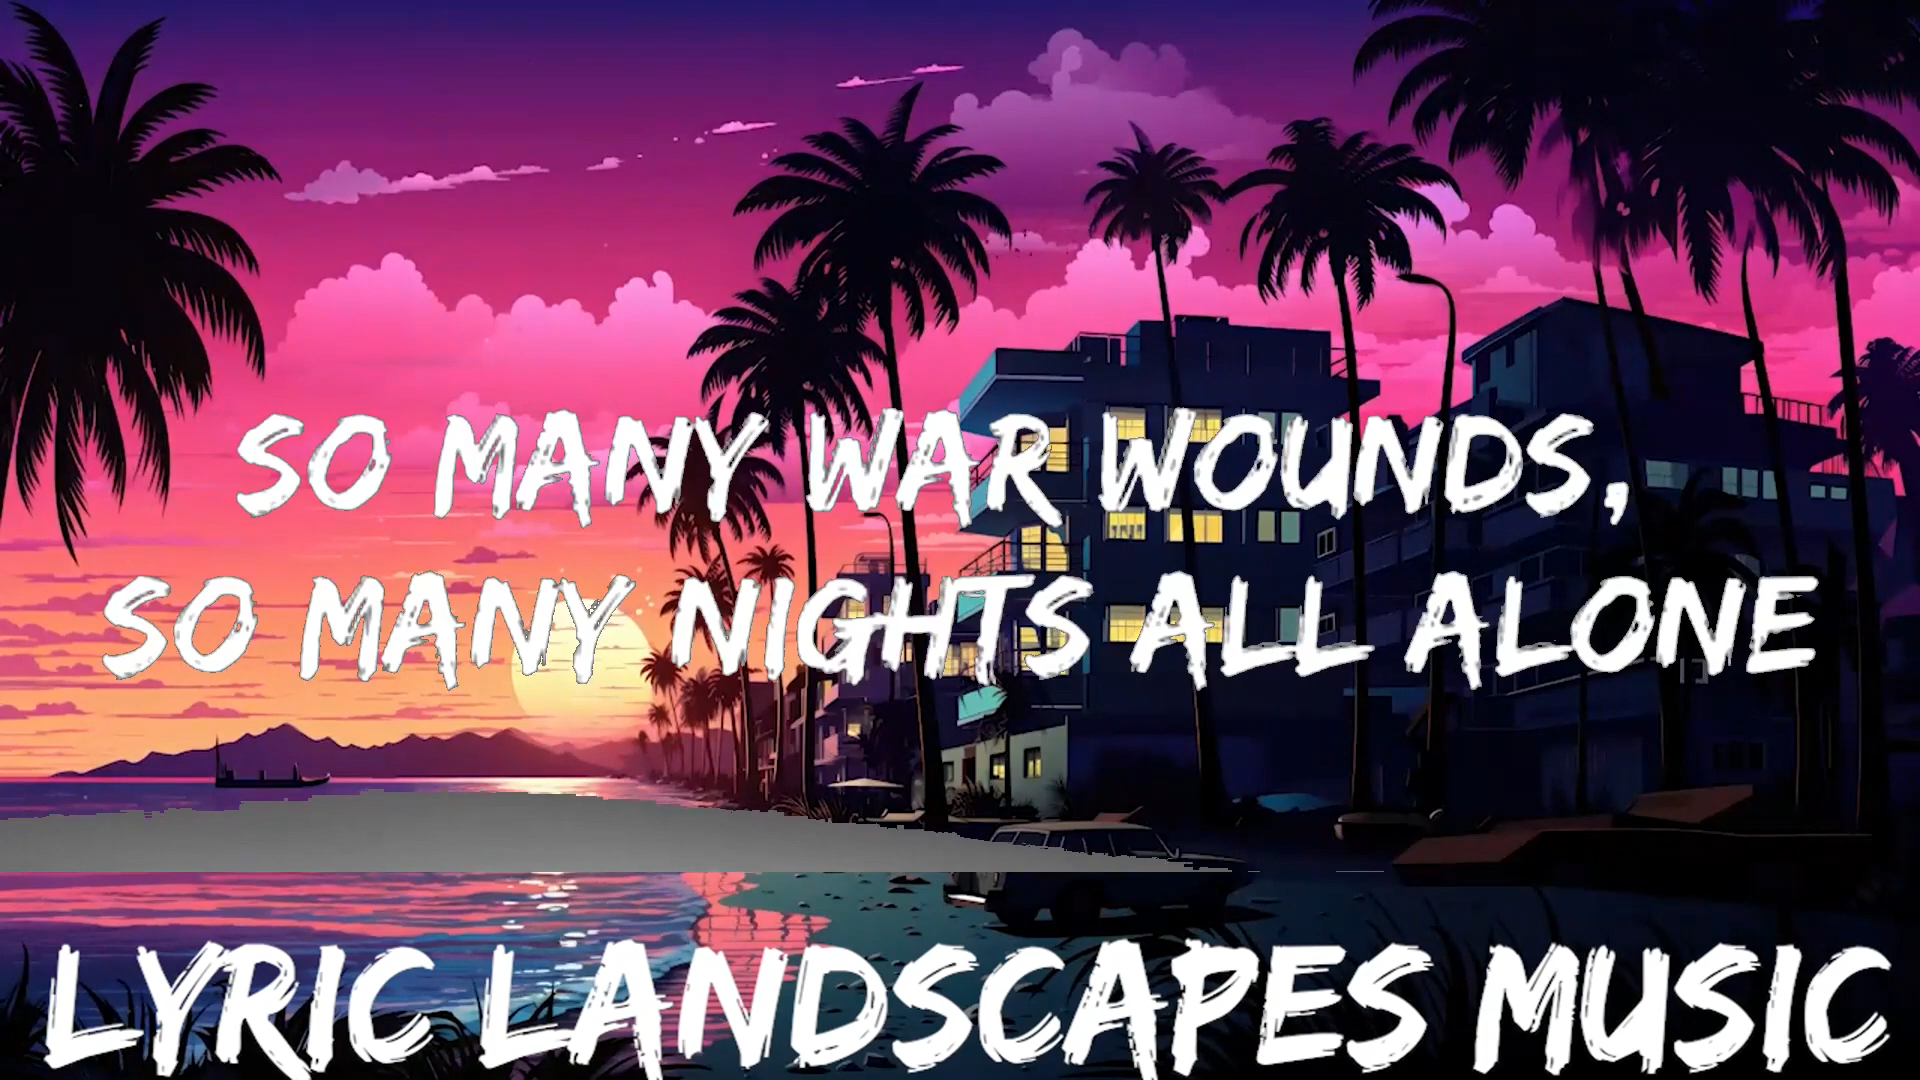 SO MANY WAR WOUNDS,
SO MANY NIGHTS ALL ALONE
LYRIC LANDSCAPES MUSIC